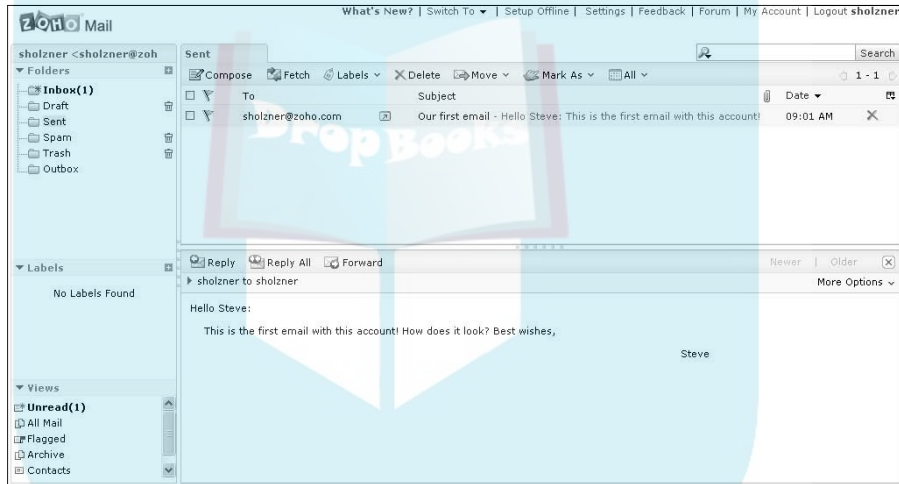 What's New? | Switch To | Setup Offline | Settings | Feedback | Forum | My Account | Logout sholzner
ZOHO Mail
sholzner <sholzner@zoh
Sent
Search
Folders
Compose Fetch Labels Delete Move Mark As All 1 - 1
Inbox(1)
Draft
Sent
Spam
Trash
Outbox
To Subject Date
sholzner@zoho.com Our first email - Hello Steve: This is the first email with this account! 09:01 AM
Drop Books
Labels
No Labels Found
Reply Reply All Forward Newer | Older
sholzner to sholzner More Options
Hello Steve:
This is the first email with this account! How does it look? Best wishes,
Steve
Views
Unread(1)
All Mail
Flagged
Archive
Contacts